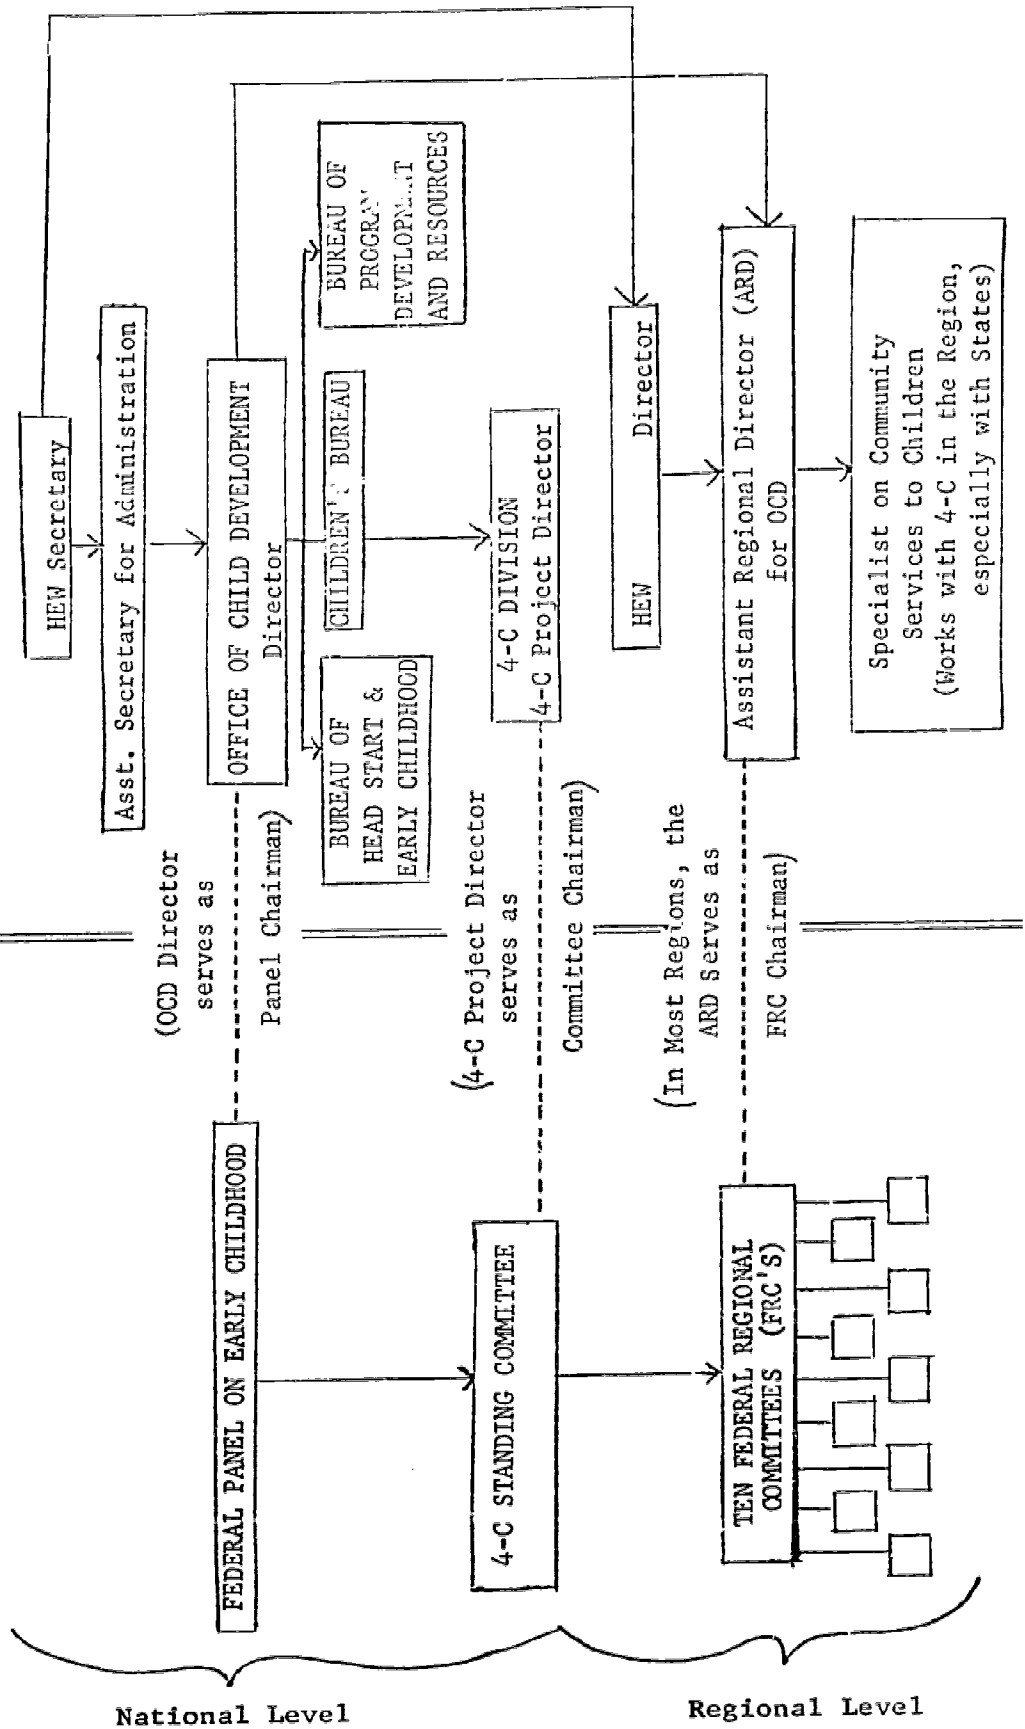 HEW Secretary
Asst. Secretary for Administration
OFFICE OF CHILD DEVELOPMENT
Director
BUREAU OF
HEAD START &
EARLY CHILDHOOD
CHILDREN'S BUREAU
BUREAU OF
PROGRAM
DEVELOPMENT
AND RESOURCES
4-C DIVISION
4-C Project Director
HEW Director
Assistant Regional Director (ARD)
for OCD
Specialist on Community
Services to Children
(Works with 4-C in the Region,
especially with States)
(OCD Director
serves as
Panel Chairman)
(4-C Project Director
serves as
Committee Chairman)
(In Most Regions, the
ARD Serves as
FRC Chairman)
FEDERAL PANEL ON EARLY CHILDHOOD
4-C STANDING COMMITTEE
TEN FEDERAL REGIONAL
COMMITTEES (FRC'S)
National Level
Regional Level